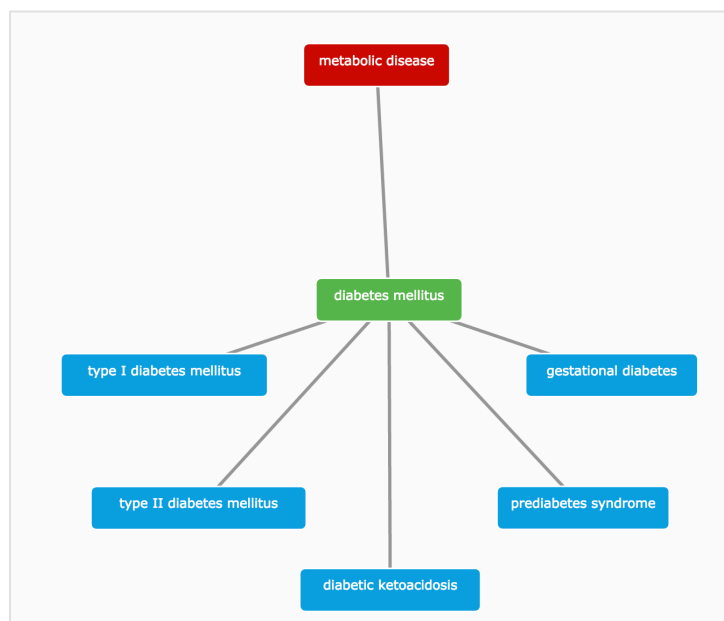 metabolic disease
diabetes mellitus
type I diabetes mellitus
gestational diabetes
type II diabetes mellitus
prediabetes syndrome
diabetic ketoacidosis